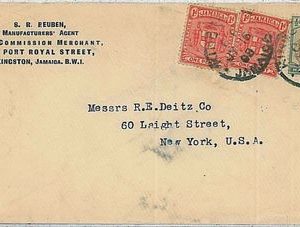 S. R. REUBEN,
MANUFACTURERS' AGENT
COMMISSION MERCHANT,
PORT ROYAL STREET,
KINGSTON, JAMAICA. B.W.I.
JAMAICA JAMAICA
Messrs R.E.Deitz Co
60 Laight Street,
New York, U.S.A.